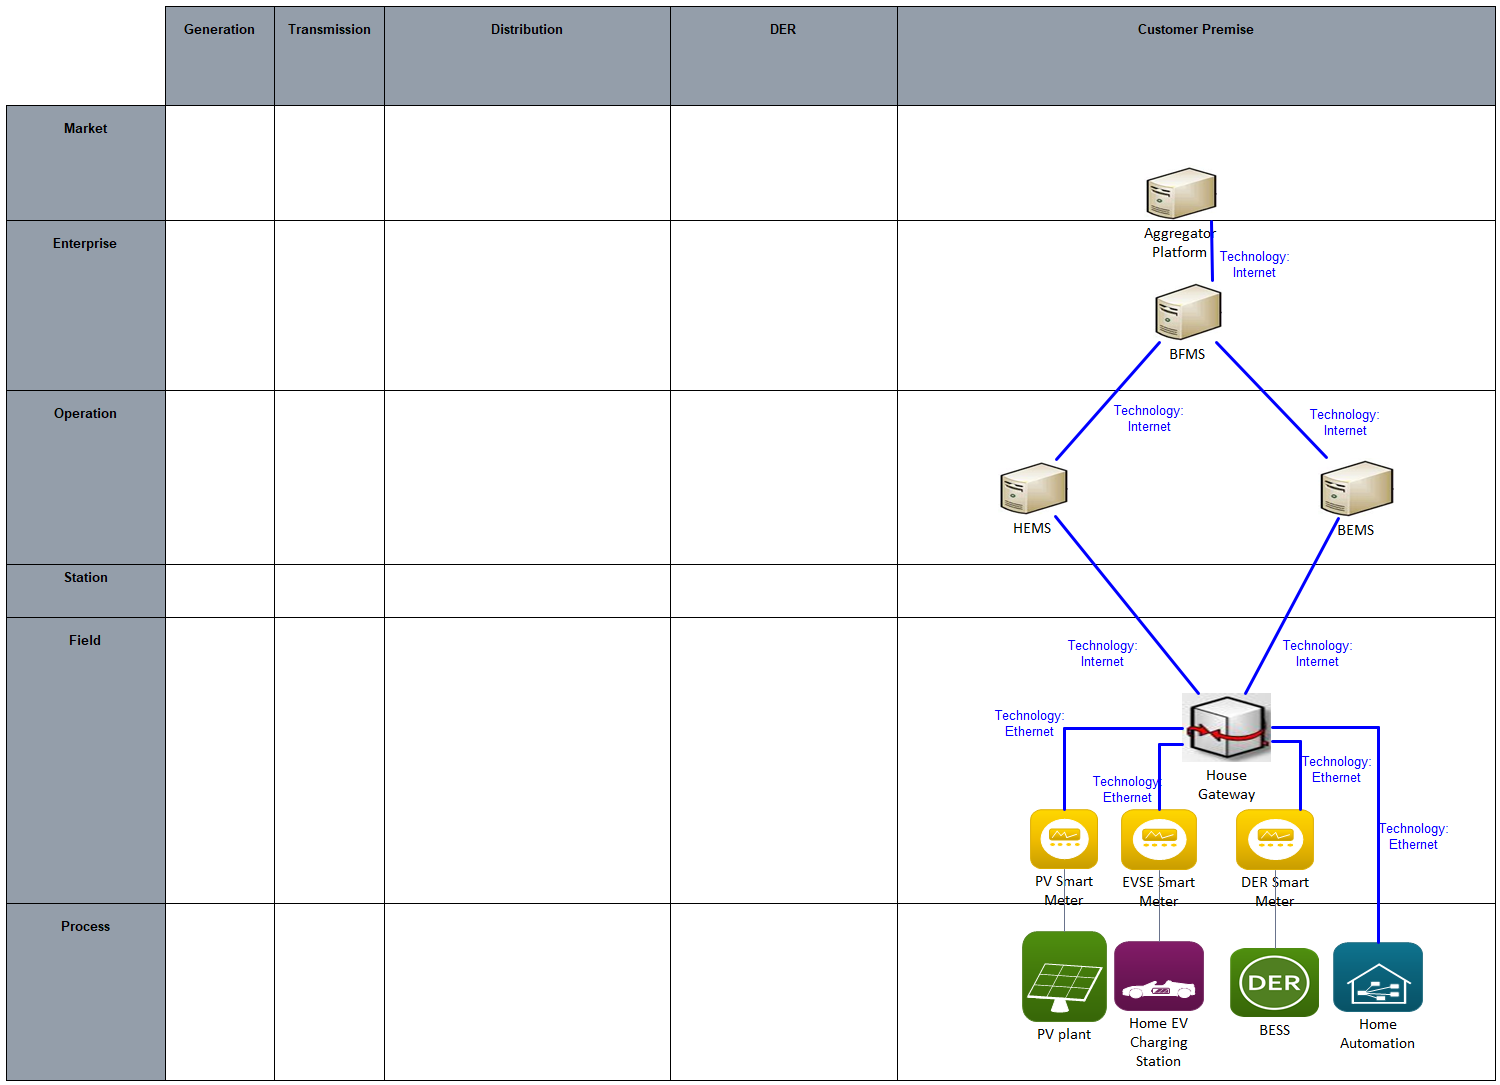 Generation
Transmission
Distribution
DER
Customer Premise
Market
Enterprise
Aggregator
Platform
Technology:
Internet
BFMS
Operation
Technology:
Internet
Technology:
Internet
HEMS
BEMS
Station
Field
Technology:
Internet
Technology:
Internet
Technology:
Ethernet
House
Gateway
Technology:
Ethernet
Technology:
Ethernet
Technology:
Ethernet
PV Smart
Meter
EVSE Smart
Meter
DER Smart
Meter
Process
DER
PV plant
Home EV
Charging
Station
BESS
Home
Automation